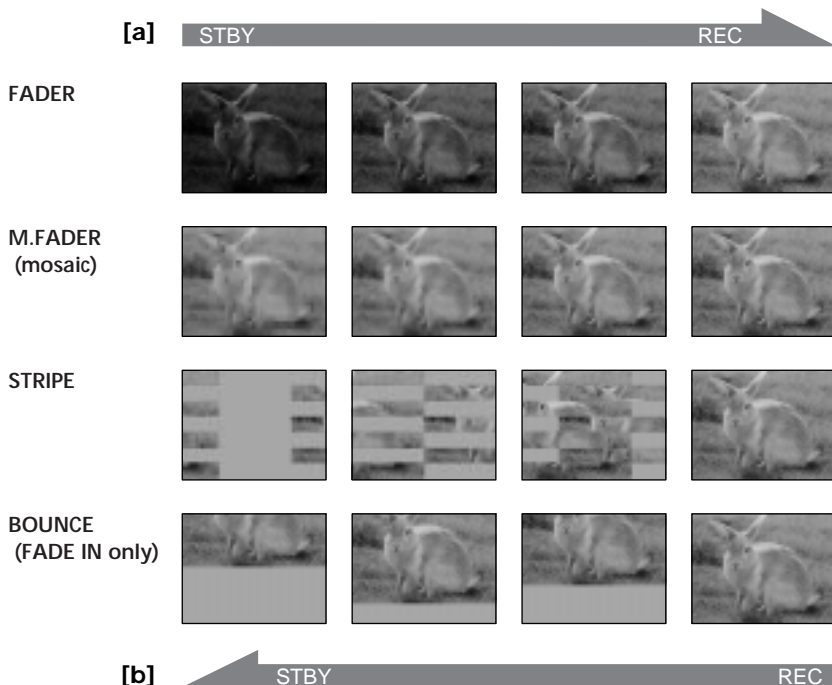 [a] STBY REC
FADER
M.FADER
(mosaic)
STRIPE
BOUNCE
(FADE IN only)
[b] STBY REC